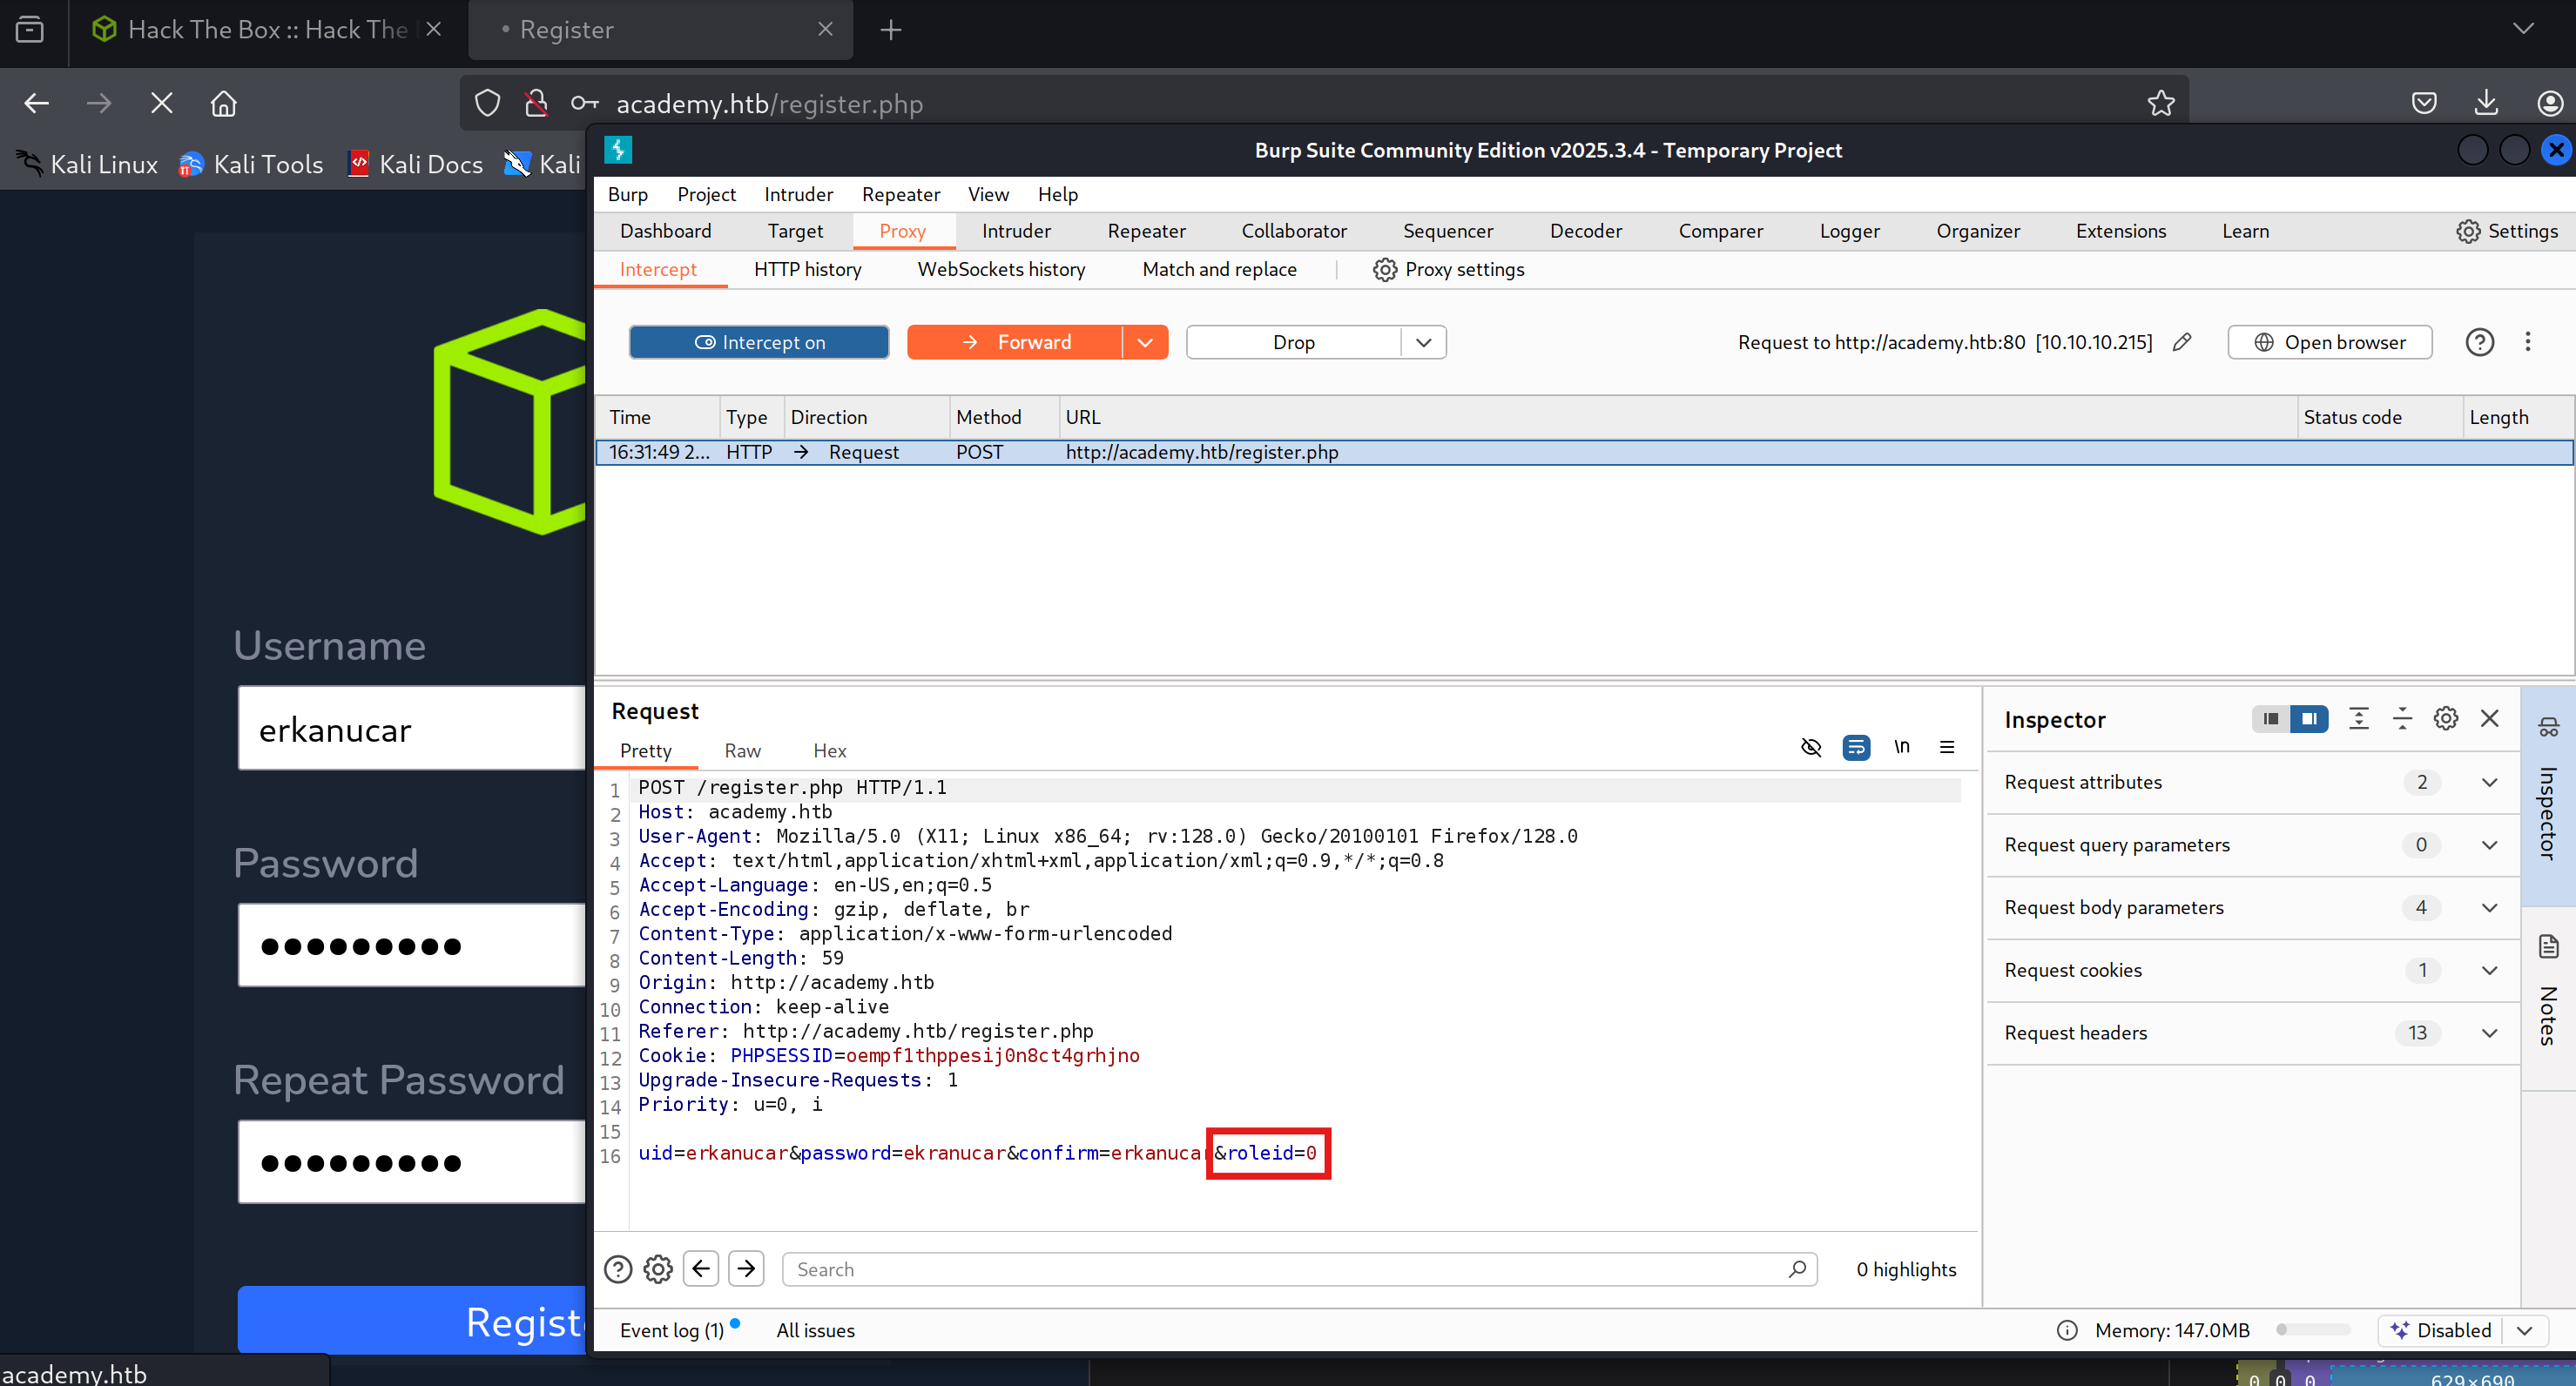 Hack The Box :: Hack The
Register
academy.htb/register.php
Kali Linux
Kali Tools
Kali Docs
Kali
Burp Suite Community Edition v2025.3.4 - Temporary Project
Burp Project Intruder Repeater View Help
Dashboard Target Proxy Intruder Repeater Collaborator Sequencer Decoder Comparer Logger Organizer Extensions Learn Settings
Intercept HTTP history WebSockets history Match and replace Proxy settings
Intercept on Forward Drop Request to http://academy.htb:80 [10.10.10.215] Open browser
Time Type Direction Method URL Status code Length
16:31:49 2... HTTP Request POST http://academy.htb/register.php
Username
erkanucar
Password
Repeat Password
Register
academy.htb
Request
Pretty Raw Hex
\n
1 POST /register.php HTTP/1.1
2 Host: academy.htb
3 User-Agent: Mozilla/5.0 (X11; Linux x86_64; rv:128.0) Gecko/20100101 Firefox/128.0
4 Accept: text/html,application/xhtml+xml,application/xml;q=0.9,*/*;q=0.8
5 Accept-Language: en-US,en;q=0.5
6 Accept-Encoding: gzip, deflate, br
7 Content-Type: application/x-www-form-urlencoded
8 Content-Length: 59
9 Origin: http://academy.htb
10 Connection: keep-alive
11 Referer: http://academy.htb/register.php
12 Cookie: PHPSESSID=oempf1thppesij0n8ct4grhjno
13 Upgrade-Insecure-Requests: 1
14 Priority: u=0, i
15
16 uid=erkanucar&password=ekranucar&confirm=erkanucar&roleid=0
Search
0 highlights
Inspector
Request attributes 2
Request query parameters 0
Request body parameters 4
Request cookies 1
Request headers 13
Inspector
Notes
Event log (1) All issues
Memory: 147.0MB
Disabled
0 0 0
629×690